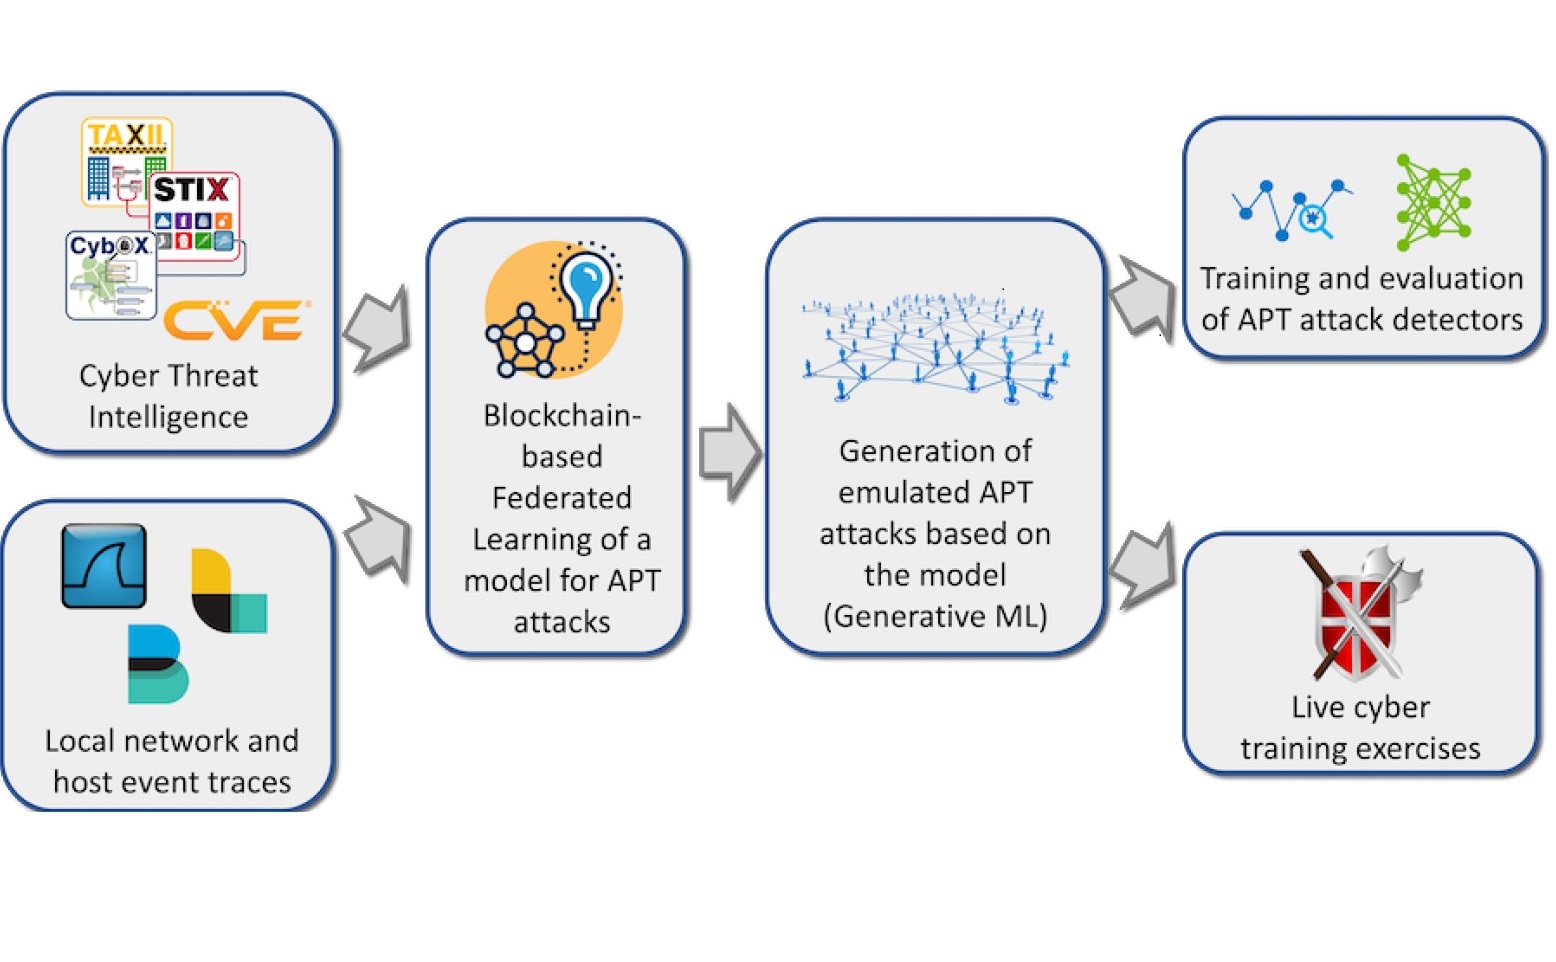 TAXII
STIX
CybOX
CVE
Cyber Threat
Intelligence
Local network and
host event traces
Blockchain-
based
Federated
Learning of a
model for APT
attacks
Generation of
emulated APT
attacks based on
the model
(Generative ML)
Training and evaluation
of APT attack detectors
Live cyber
training exercises